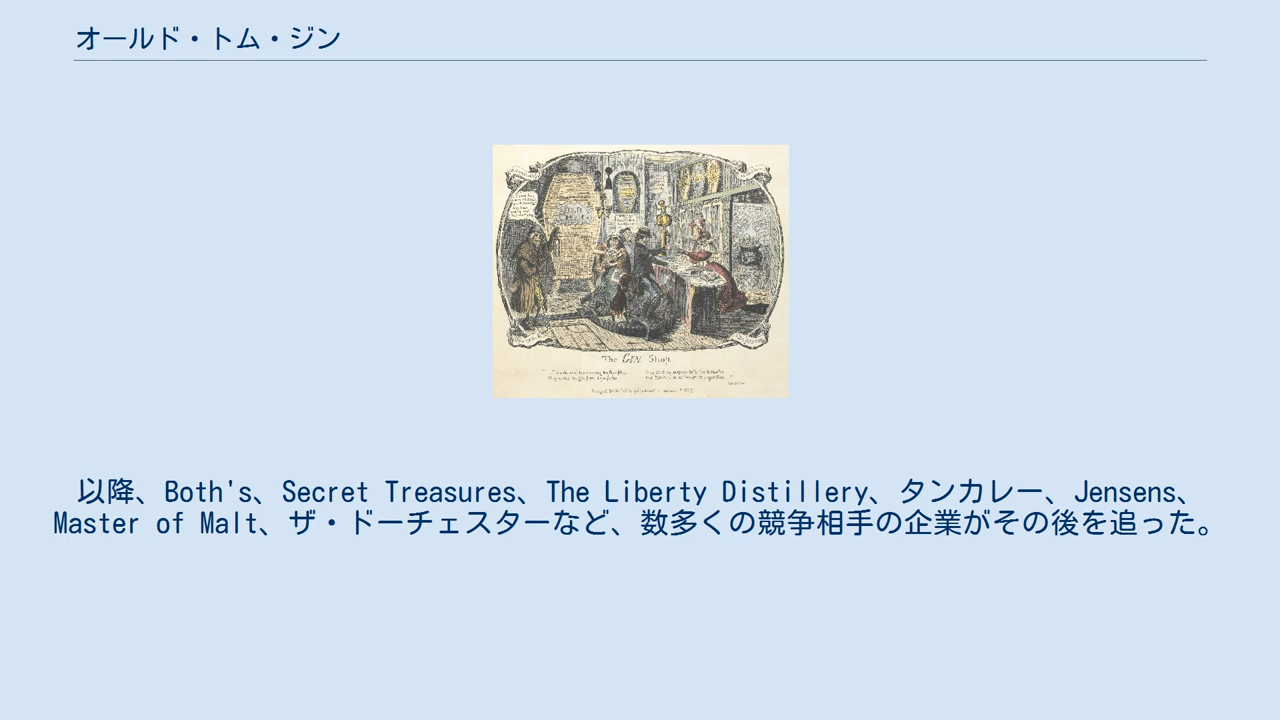 オールド・トム・ジン
The GIN Shop
以降、Both's、Secret Treasures、The Liberty Distillery、タンカレー、Jensens、
Master of Malt、ザ・ドーチェスターなど、数多くの競争相手の企業がその後を追った。